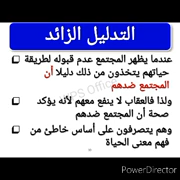 التدليل الزائد
عندما يظهر المجتمع عدم قبوله لطريقة
حياتهم يتخذون من ذلك دليلا أن
المجتمع ضدهم
ولذا فالعقاب لا ينفع معهم لأنه يؤكد
صحة أن المجتمع ضدهم
وهم يتصرفون على أساس خاطئ من
فهم معنى الحياة
PowerDirector